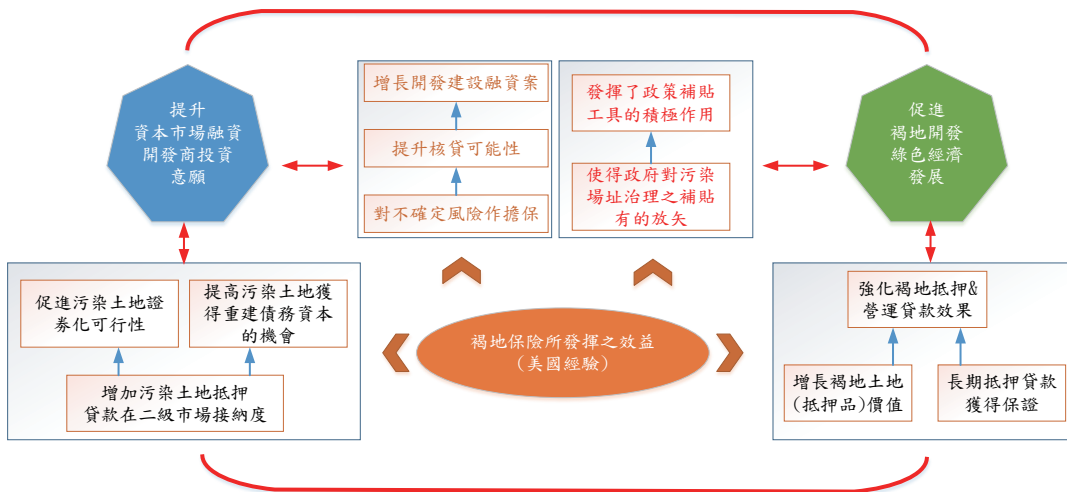 提升
資本市場融資
開發商投資
意願
增長開發建設融資案
提升核貸可能性
對不確定風險作擔保
發揮了政策補貼
工具的積極作用
使得政府對污染
場址治理之補貼
有的放矢
促進
褐地開發
綠色經濟
發展
促進污染土地證
券化可行性
提高污染土地獲
得重建債務資本
的機會
增加污染土地抵押
貸款在二級市場接納度
褐地保險所發揮之效益
(美國經驗)
強化褐地抵押&
營運貸款效果
增長褐地土地
(抵押品)價值
長期抵押貸款
獲得保證